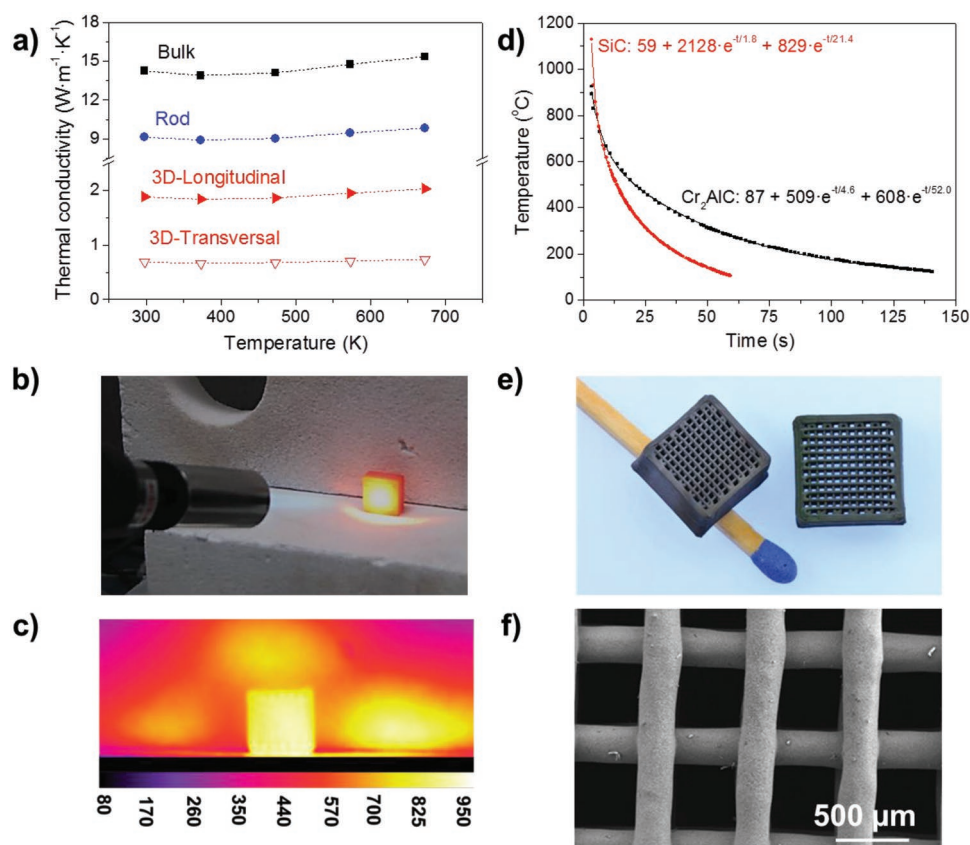 a)
Thermal conductivity (W·m⁻¹·K⁻¹)
18
15
12
9
2
1
0
Bulk
Rod
3D-Longitudinal
3D-Transversal
300 400 500 600 700
Temperature (K)
d)
Temperature (⁰C)
1200
1000
800
600
400
200
0
SiC: 59 + 2128·e^-t/1.8 + 829·e^-t/21.4
Cr₂AlC: 87 + 509·e^-t/4.6 + 608·e^-t/52.0
0 25 50 75 100 125 150
Time (s)
b)
e)
c)
80 170 260 350 440 570 700 825 950
f)
500 µm